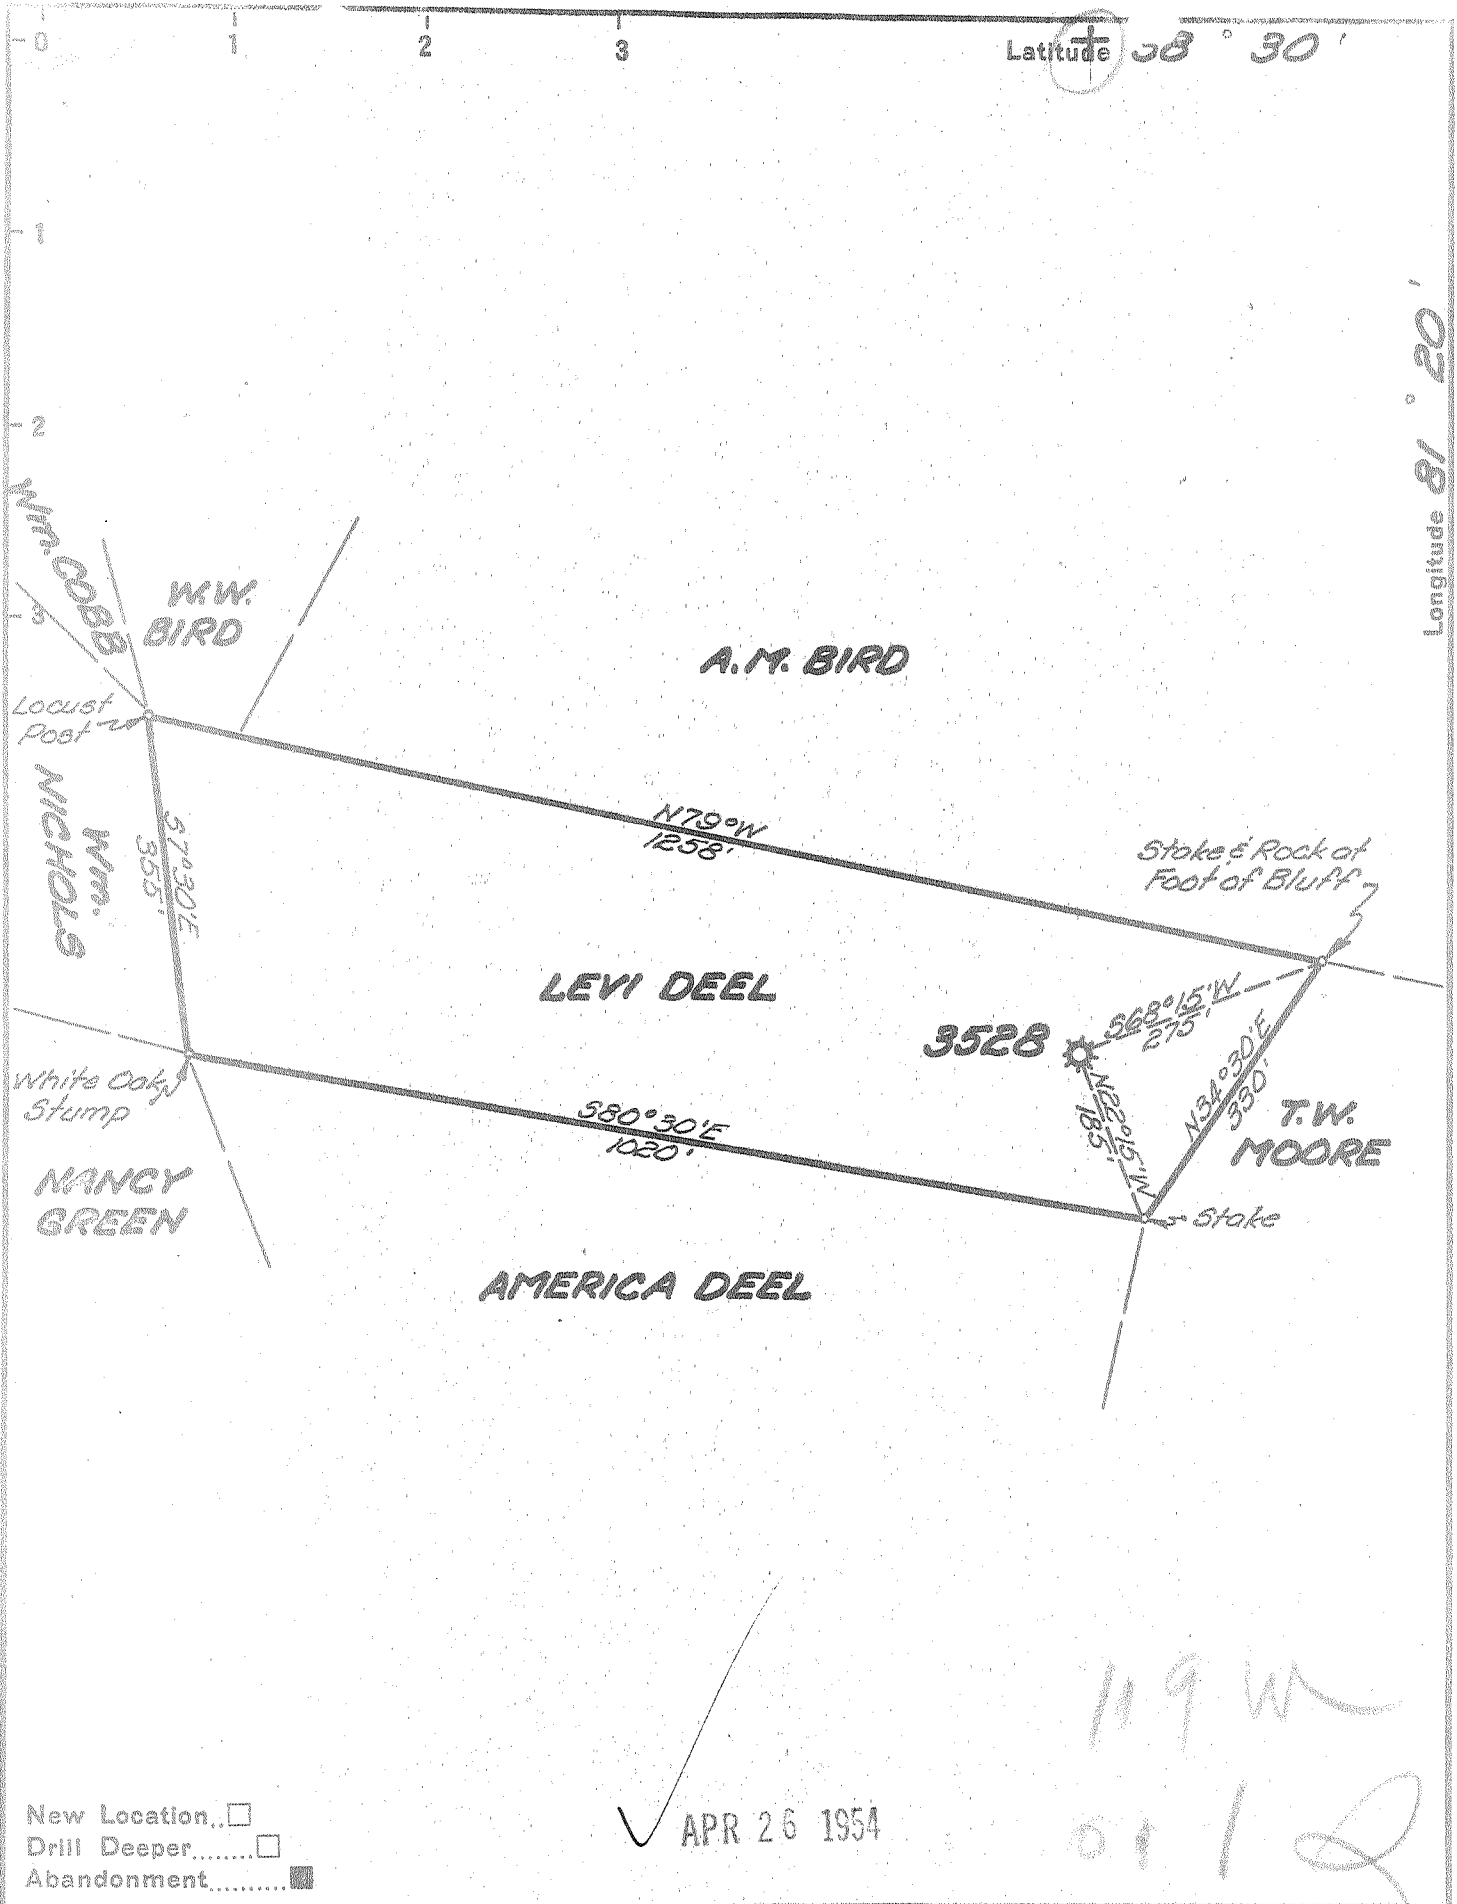 0 1 2 3
Latitude 38° 30'
1
2
3
Longitude 81° 20'
Wm. COBB
W.W.
BIRD
A.M. BIRD
Locust
Post
Wm.
NICHOLS
S7°30'E
355'
N79°W
1258'
Stake & Rock at
Foot of Bluff
LEVI DEEL
3528
S68°15'W
275'
N22°15'W
185'
N34°30'E
330'
T.W.
MOORE
White Oak
Stump
S80°30'E
1020'
NANCY
GREEN
Stake
AMERICA DEEL
New Location..
Drill Deeper........
Abandonment..........
APR 26 1954